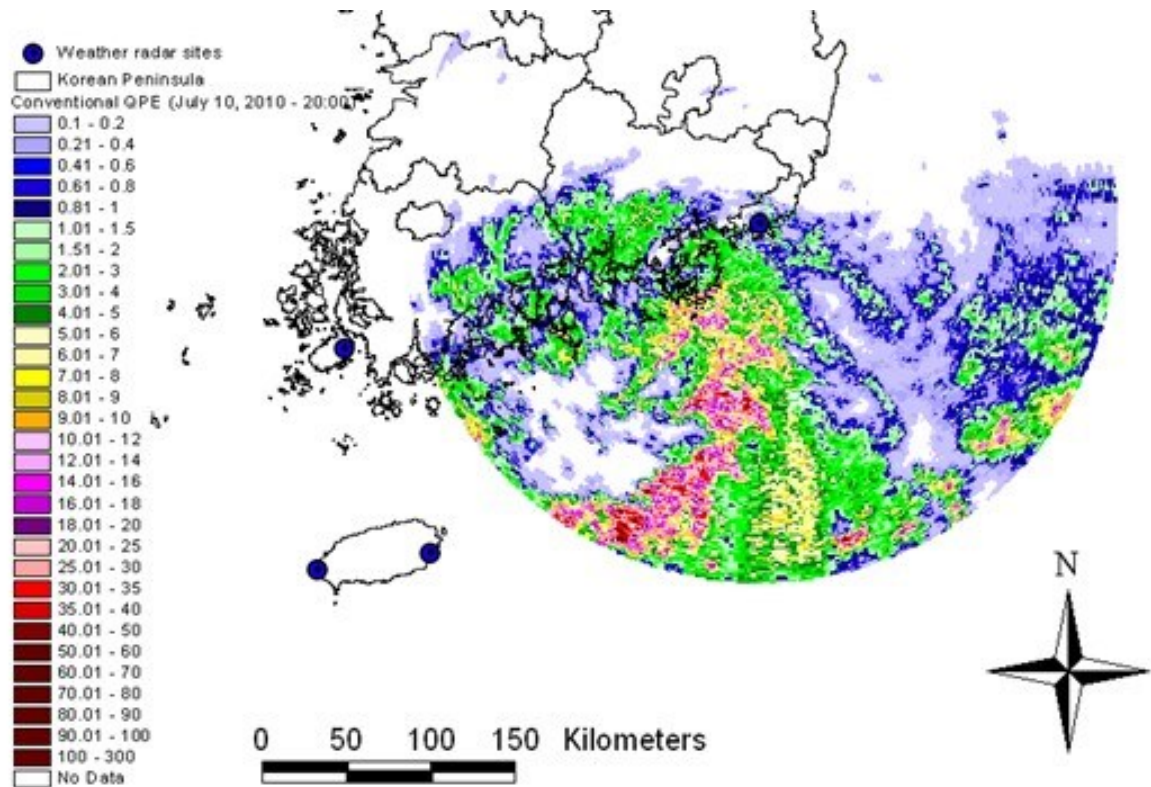 Weather radar sites
Korean Peninsula
Conventional QPE (July 10, 2010 - 20:00)
0.1 - 0.2
0.21 - 0.4
0.41 - 0.6
0.61 - 0.8
0.81 - 1
1.01 - 1.5
1.51 - 2
2.01 - 3
3.01 - 4
4.01 - 5
5.01 - 6
6.01 - 7
7.01 - 8
8.01 - 9
9.01 - 10
10.01 - 12
12.01 - 14
14.01 - 16
16.01 - 18
18.01 - 20
20.01 - 25
25.01 - 30
30.01 - 35
35.01 - 40
40.01 - 50
50.01 - 60
60.01 - 70
70.01 - 80
80.01 - 90
90.01 - 100
100 - 300
No Data
N
0 50 100 150 Kilometers